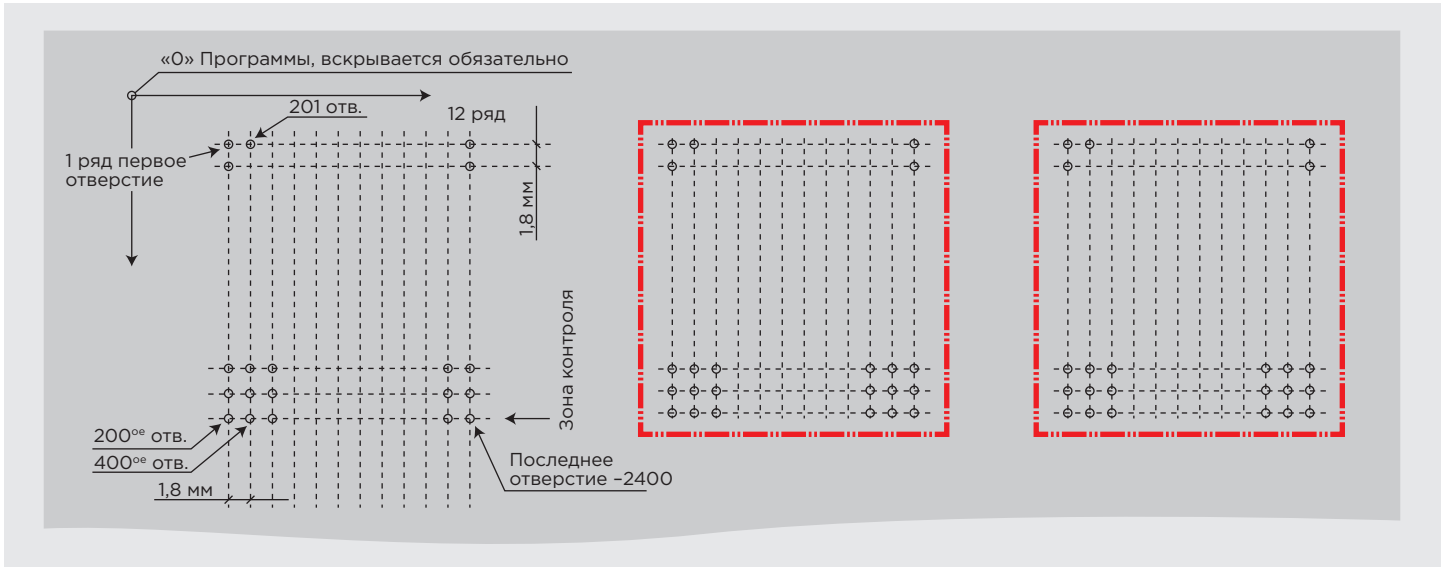 «0» Программы, вскрывается обязательно
201 отв.
12 ряд
1 ряд первое
отверстие
1,8 мм
Зона контроля
200ое отв.
400ое отв.
1,8 мм
Последнее
отверстие –2400